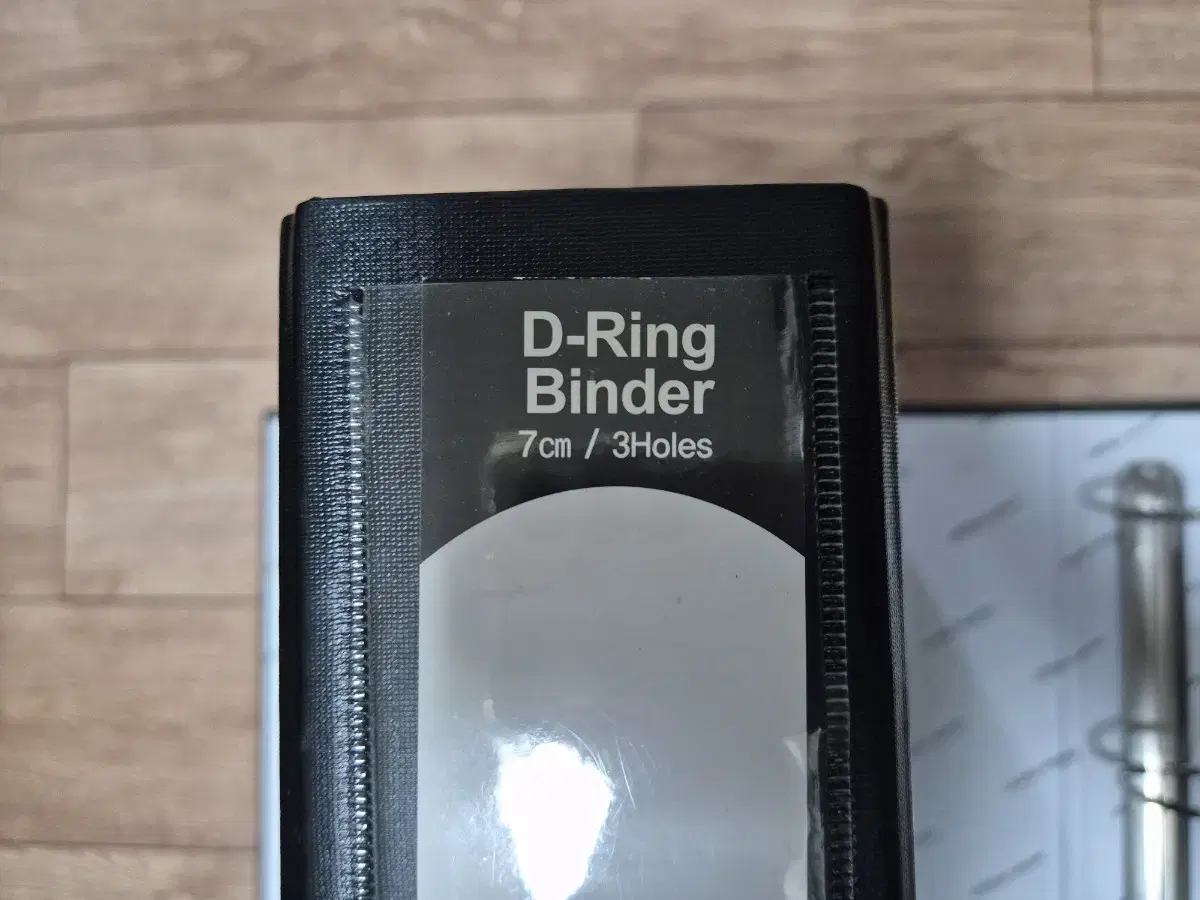 D-Ring
Binder
7㎝ / 3Holes